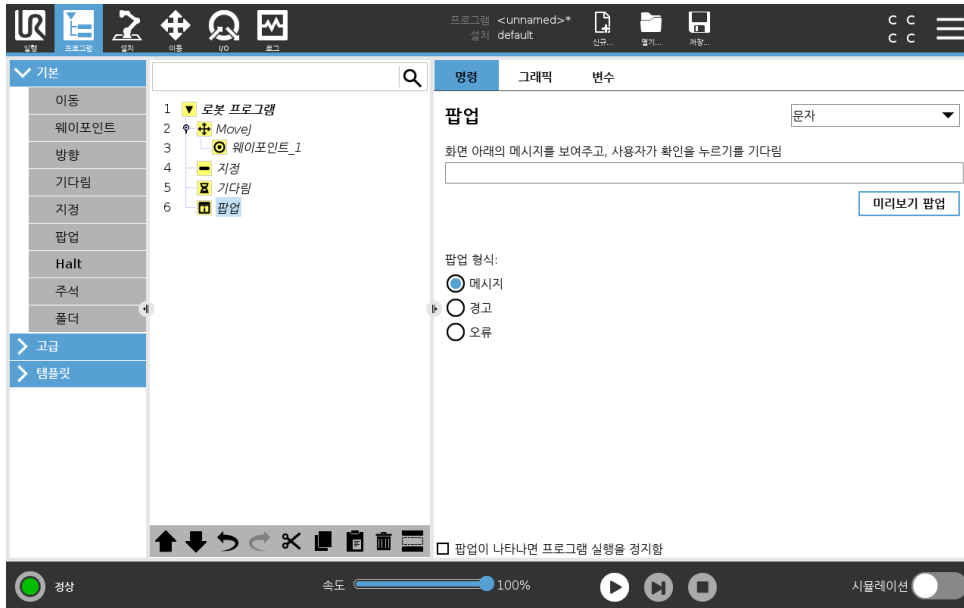 UR
프로그램 <unnamed>*
설치 default
실행 프로그램 설치 이동 I/O 로그
신규... 열기... 저장...
C C
C C
기본
이동
웨이포인트
방향
기다림
지정
팝업
Halt
주석
폴더
고급
템플릿
1 로봇 프로그램
2 MoveJ
3 웨이포인트_1
4 지정
5 기다림
6 팝업
명령 그래픽 변수
팝업
문자
화면 아래의 메시지를 보여주고, 사용자가 확인을 누르기를 기다림
미리보기 팝업
팝업 형식:
메시지
경고
오류
팝업이 나타나면 프로그램 실행을 정지함
정상
속도 100%
시뮬레이션